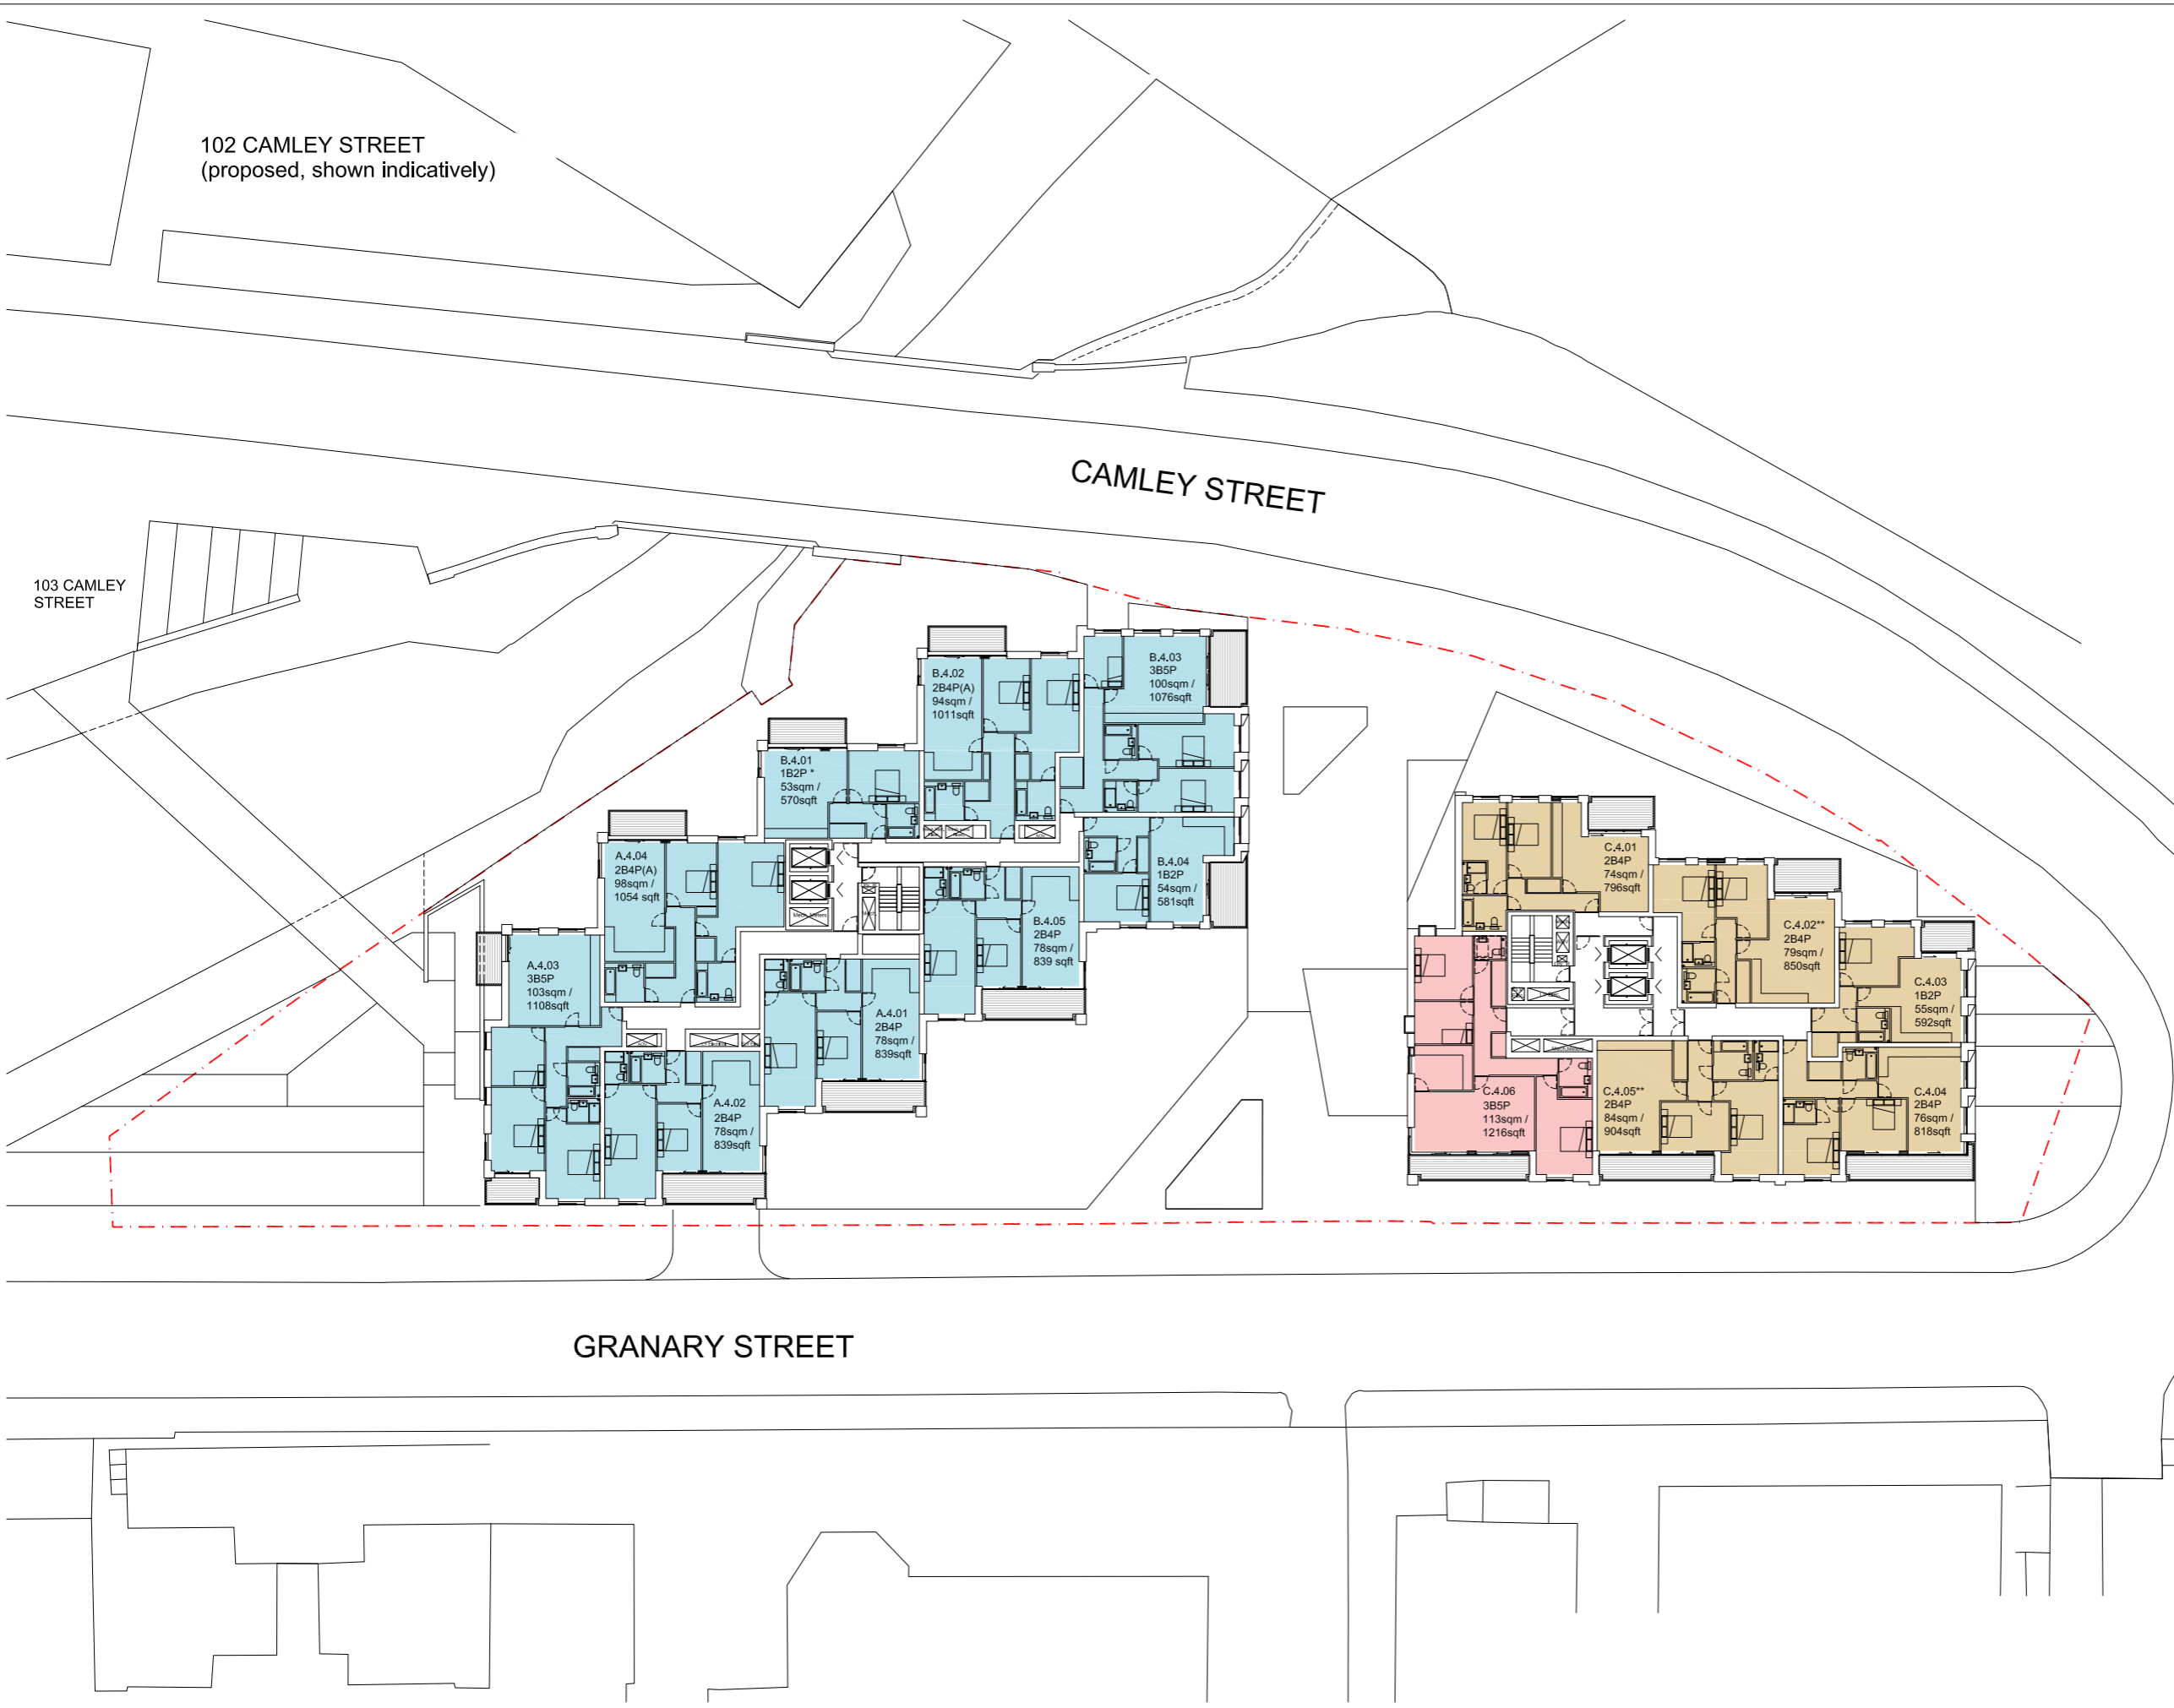 102 CAMLEY STREET
(proposed, shown indicatively)
CAMLEY STREET
103 CAMLEY
STREET
B.4.03
3B5P
100sqm /
1076sqft
B.4.02
2B4P(A)
94sqm /
1011sqft
B.4.01
1B2P *
53sqm /
570sqft
A.4.04
2B4P(A)
98sqm /
1054 sqft
B.4.04
1B2P
54sqm /
581sqft
B.4.05
2B4P
78sqm /
839 sqft
A.4.03
3B5P
103sqm /
1108sqft
A.4.01
2B4P
78sqm /
839sqft
A.4.02
2B4P
78sqm /
839sqft
C.4.01
2B4P
74sqm /
796sqft
C.4.02**
2B4P
79sqm /
850sqft
C.4.03
1B2P
55sqm /
592sqft
C.4.06
3B5P
113sqm /
1216sqft
C.4.05**
2B4P
84sqm /
904sqft
C.4.04
2B4P
76sqm /
818sqft
GRANARY STREET